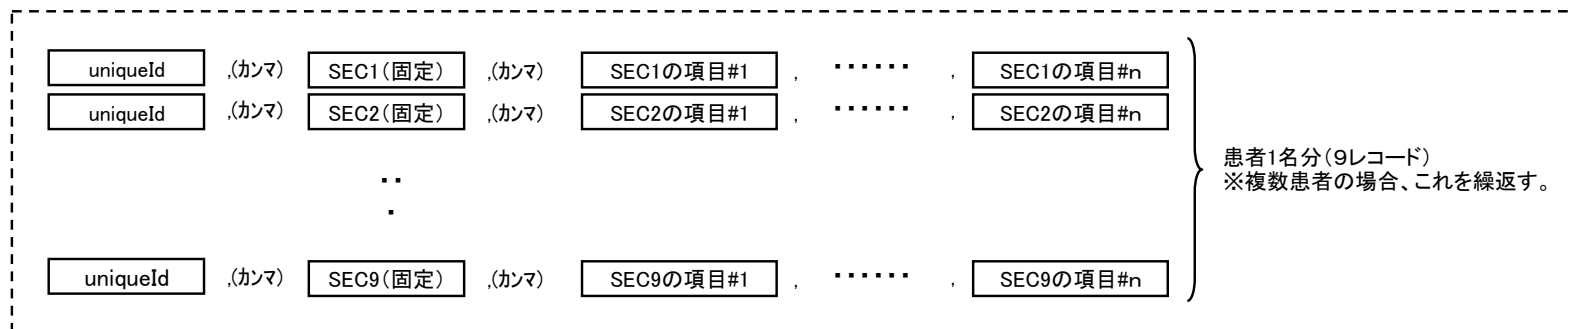 uniqueId ,(ｶﾝﾏ) SEC1（固定） ,(ｶﾝﾏ) SEC1の項目#1 , ・・・・・・ , SEC1の項目#ｎ
uniqueId ,(ｶﾝﾏ) SEC2（固定） ,(ｶﾝﾏ) SEC2の項目#1 , ・・・・・・ , SEC2の項目#ｎ
・・
・
患者1名分（９レコード）
※複数患者の場合、これを繰返す。
uniqueId ,(ｶﾝﾏ) SEC9（固定） ,(ｶﾝﾏ) SEC9の項目#1 , ・・・・・・ , SEC9の項目#ｎ